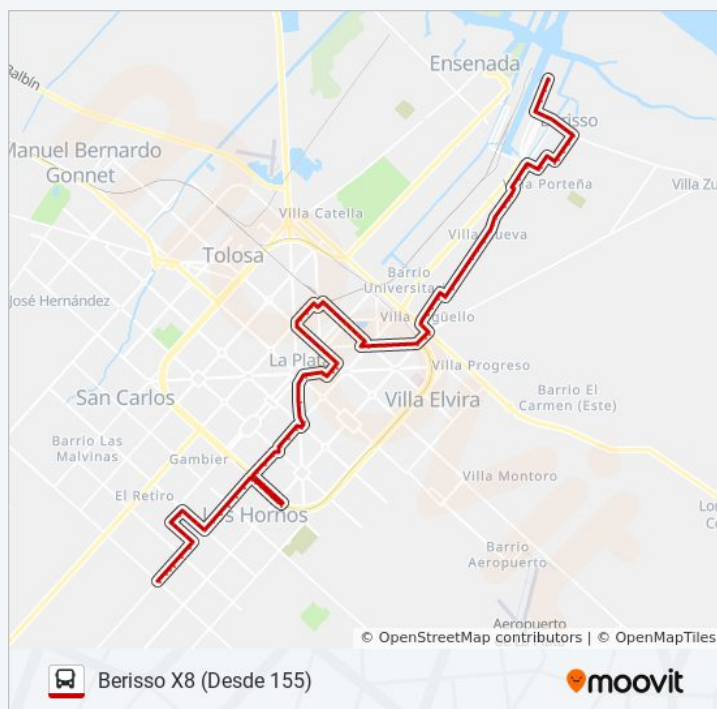 Balbín
Ensenada
Berisso
Manuel Bernardo
Gonnet
Villa Catella
Villa Porteña
Villa Zu
Tolosa
Villa Nueva
Barrio
Universita
José Hernández
Villa Argüello
La Plata
Villa Progreso
San Carlos
Villa Elvira
Barrio El
Carmen (Este)
Barrio Las
Malvinas
Gambier
Villa Montoro
El Retiro
Los Hornos
Barrio
Aeropuerto
Aeropuerto
© OpenStreetMap contributors | © OpenMapTiles
Berisso X8 (Desde 155)
moovit